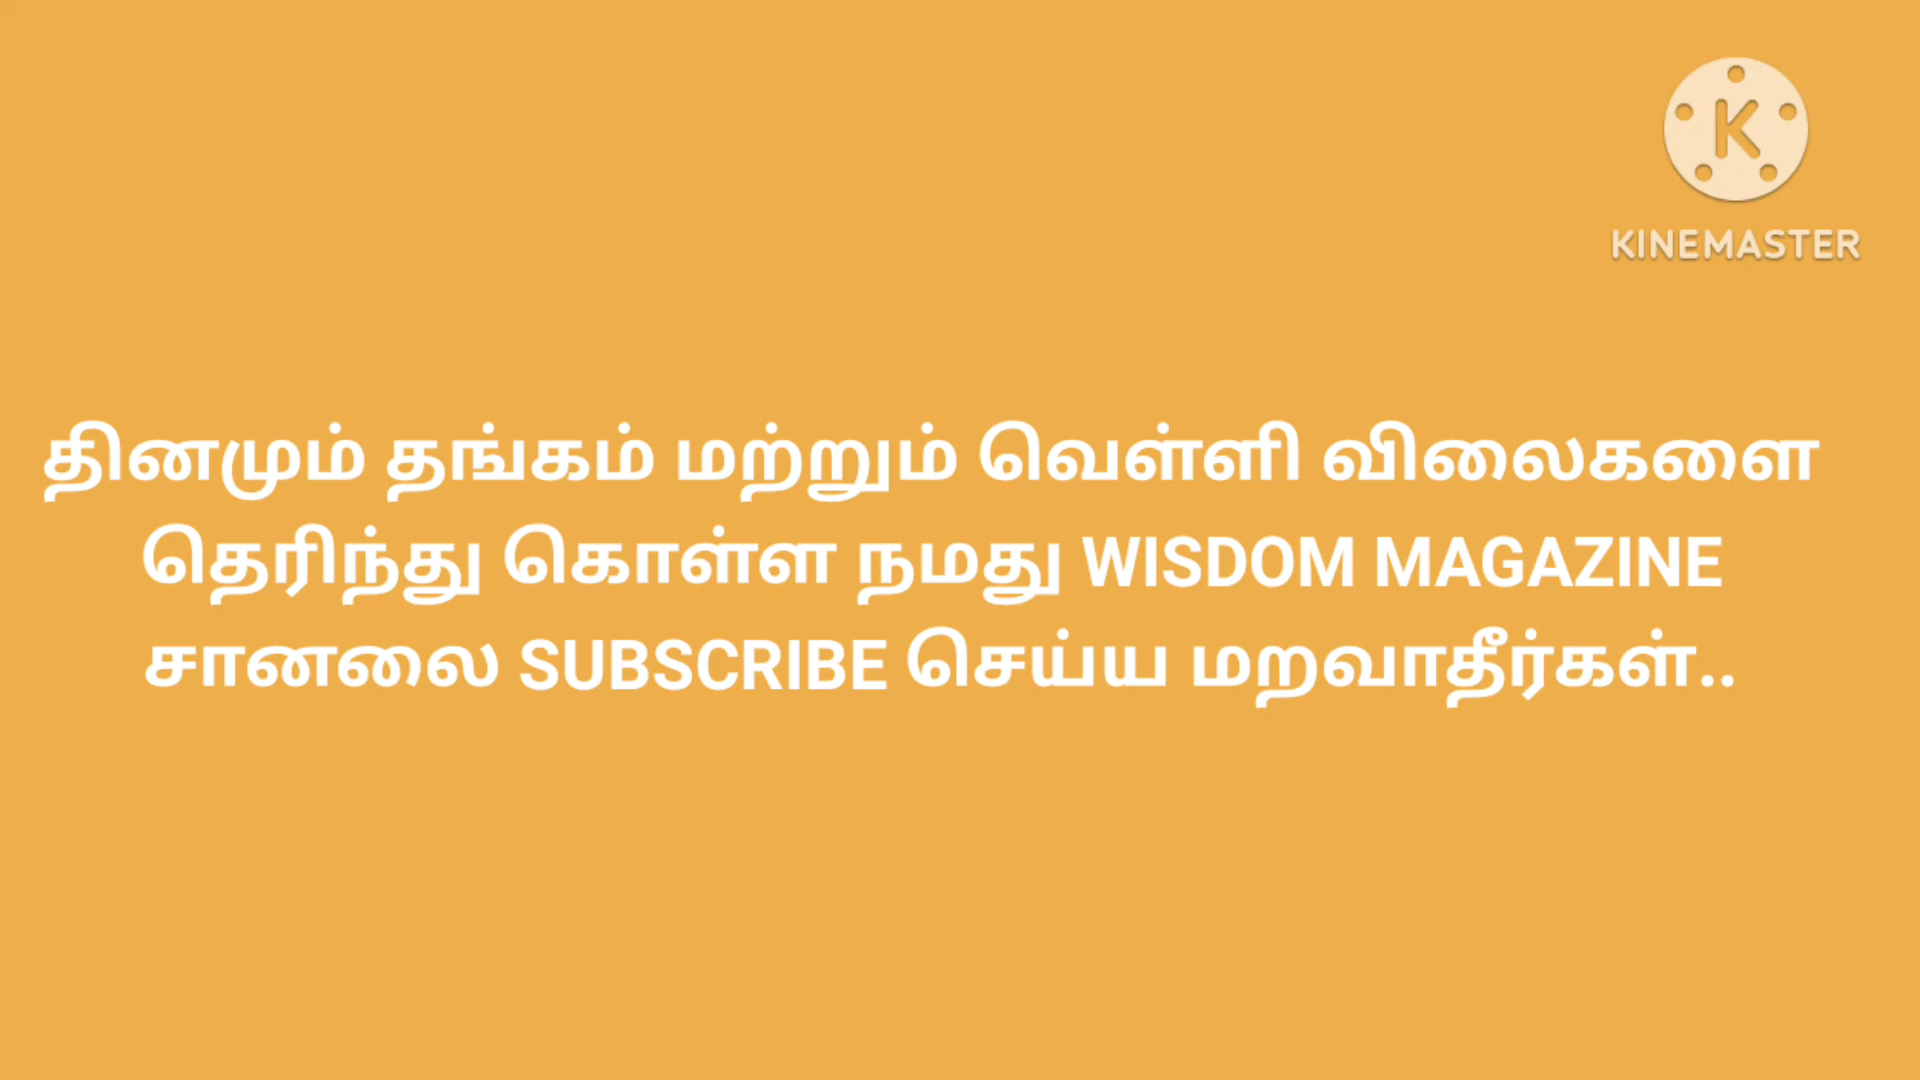 KINEMASTER
தினமும் தங்கம் மற்றும் வெள்ளி விலைகளை
தெரிந்து கொள்ள நமது WISDOM MAGAZINE
சானலை SUBSCRIBE செய்ய மறவாதீர்கள்..